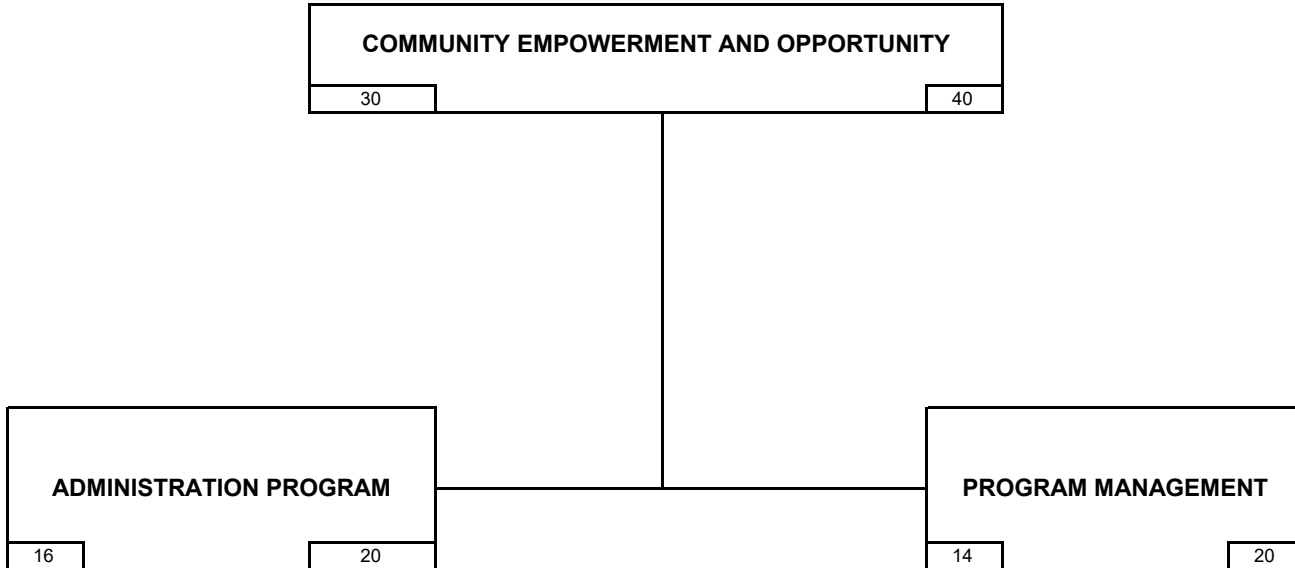 COMMUNITY EMPOWERMENT AND OPPORTUNITY
30 40
ADMINISTRATION PROGRAM
16 20
PROGRAM MANAGEMENT
14 20